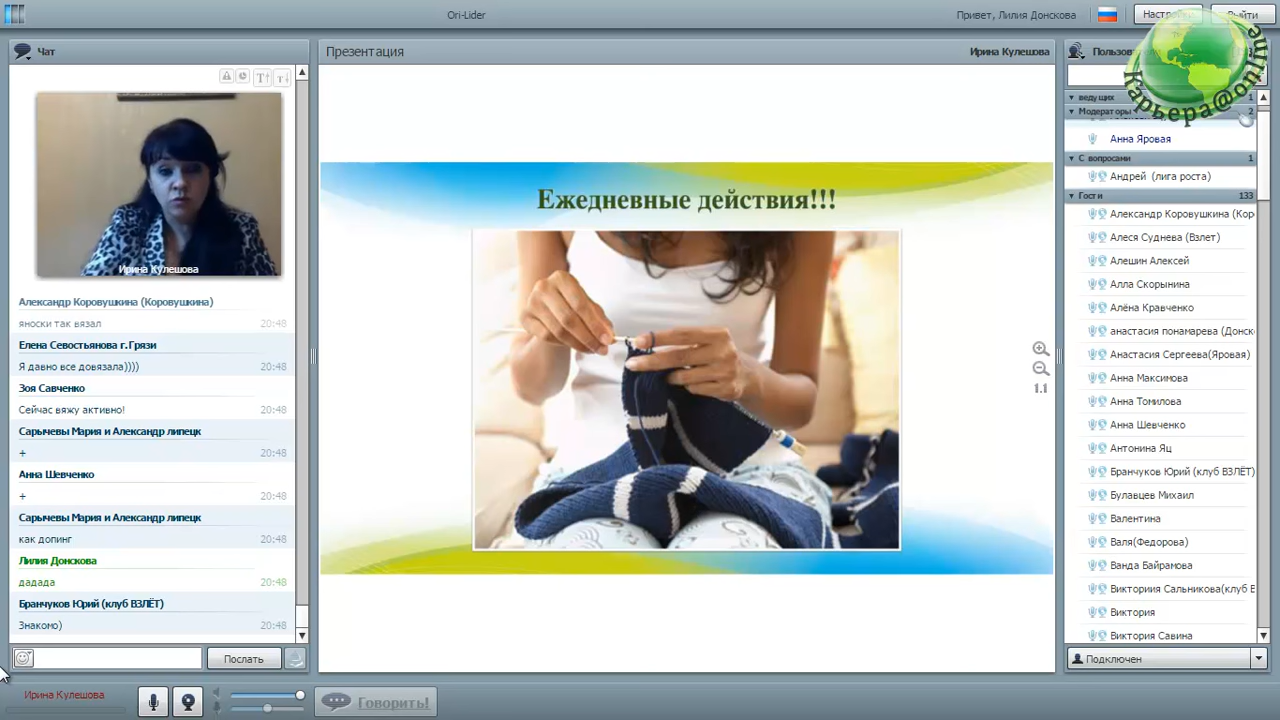 Ori-Lider
Привет, Лилия Донскова
Настройки
Выйти
Карьера@online
Чат
Ирина Кулешова
Александр Коровушкина (Коровушкина)
яноски так вязал 20:48
Елена Севостьянова г.Грязи
Я давно все довязала)))) 20:48
Зоя Савченко
Сейчас вяжу активно! 20:48
Сарычевы Мария и Александр липецк
+ 20:48
Анна Шевченко
+ 20:48
Сарычевы Мария и Александр липецк
как допинг 20:48
Лилия Донскова
дадада 20:48
Бранчуков Юрий (клуб ВЗЛЁТ)
Знакомо) 20:48
Послать
Ирина Кулешова
Говорить!
Презентация
Ирина Кулешова
Ежедневные действия!!!
1.1
ведущих 1
Модераторы 2
Анна Яровая
С вопросами 1
Андрей (лига роста)
Гости 133
Александр Коровушкина (Кор
Алеся Суднева (Взлет)
Алешин Алексей
Алла Скорынина
Алёна Кравченко
анастасия понамарева (Донск
Анастасия Сергеева(Яровая)
Анна Максимова
Анна Томилова
Анна Шевченко
Антонина Яц
Бранчуков Юрий (клуб ВЗЛЁТ)
Булавцев Михаил
Валентина
Валя(Федорова)
Ванда Байрамова
Викториия Сальникова(клуб В
Виктория
Виктория Савина
Подключен